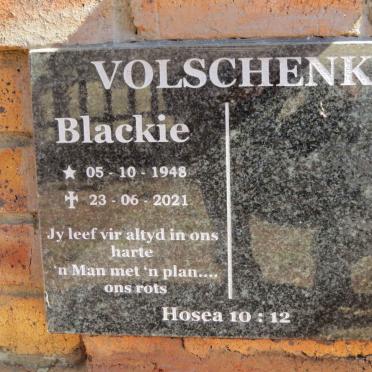 VOLSCHENK
Blackie
★ 05 - 10 - 1948
✝ 23 - 06 - 2021
Jy leef vir altyd in ons
harte
'n Man met 'n plan....
ons rots
Hosea 10 : 12